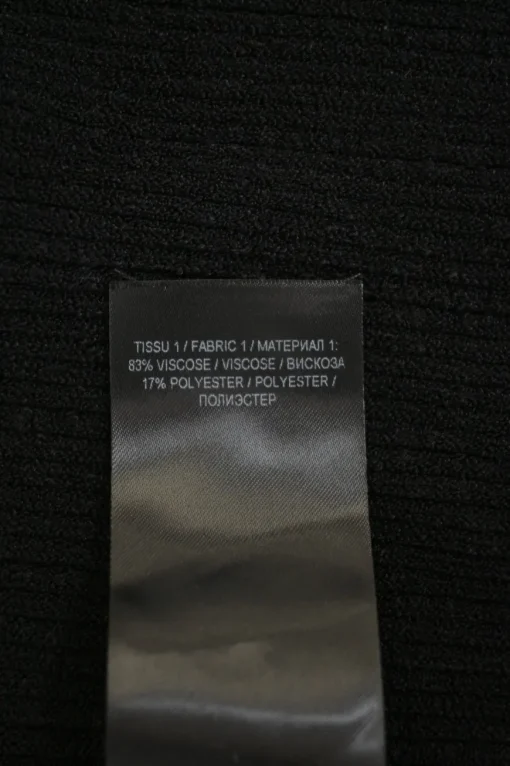 TISSU 1 / FABRIC 1 / МАТЕРИАЛ 1:
83% VISCOSE / VISCOSE / ВИСКОЗА
17% POLYESTER / POLYESTER /
ПОЛИЭСТЕР